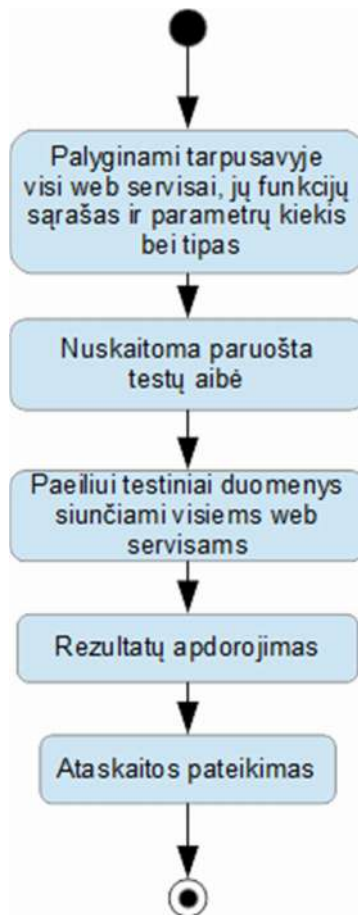 Palyginami tarpusavyje
visi web servisai, jų funkcijų
sąrašas ir parametrų kiekis
bei tipas
Nuskaitoma paruošta
testų aibė
Paeiliui testiniai duomenys
siunčiami visiems web
servisams
Rezultatų apdorojimas
Ataskaitos pateikimas